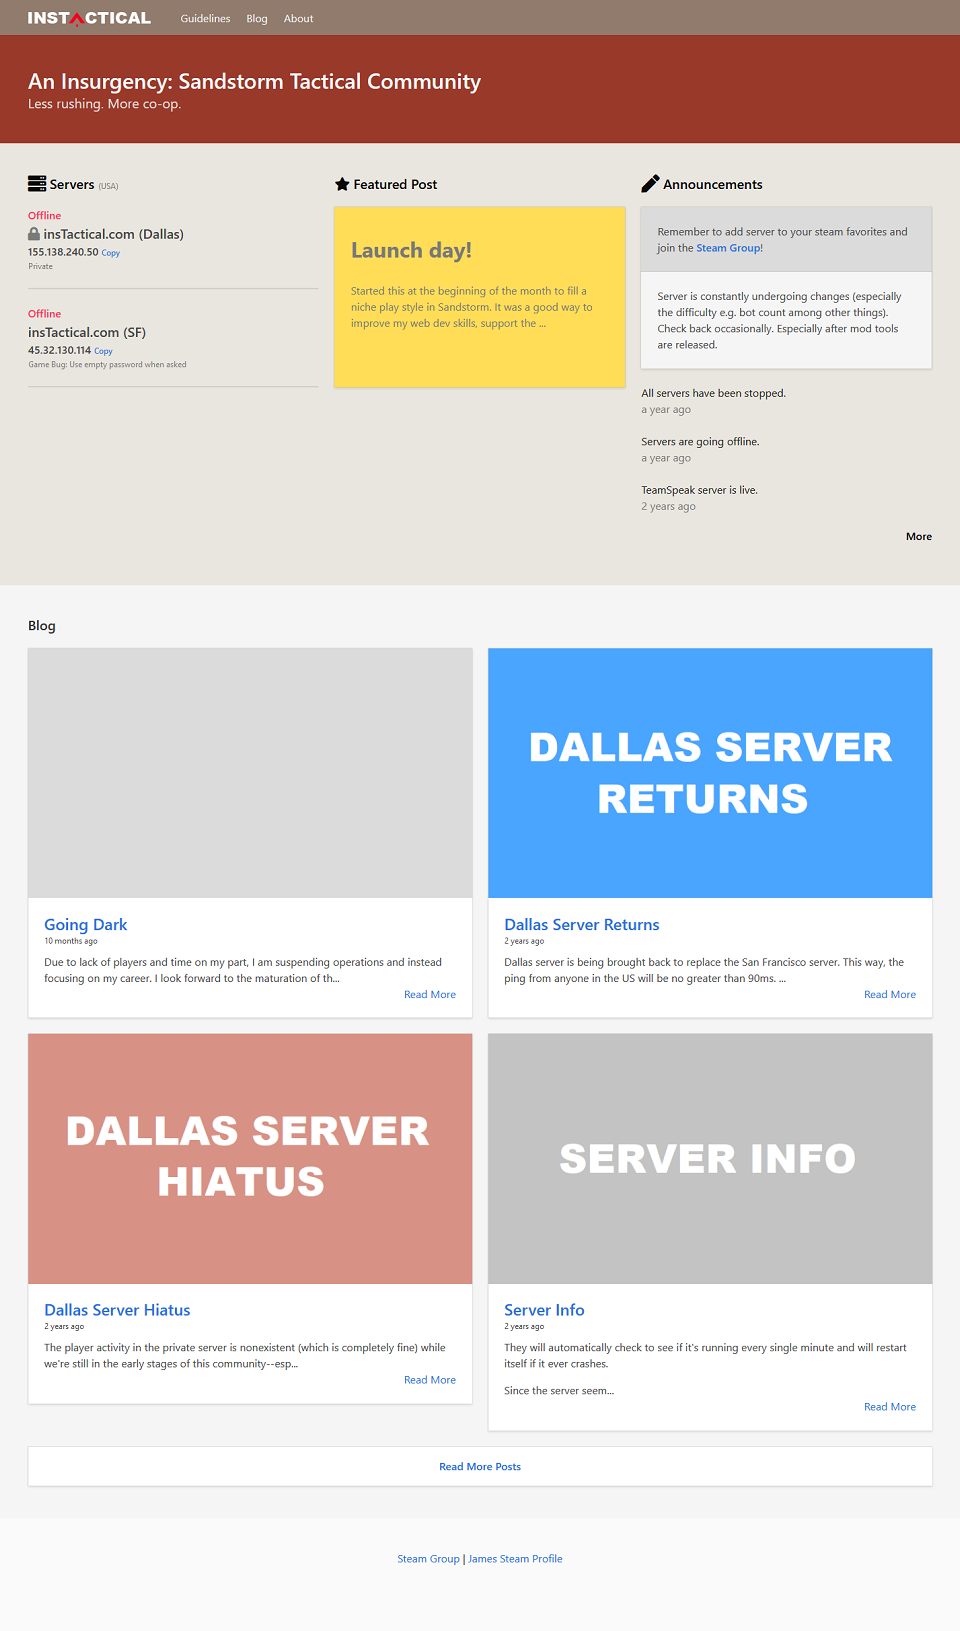 INSTACTICAL
Guidelines
Blog
About
An Insurgency: Sandstorm Tactical Community
Less rushing. More co-op.
Servers (USA)
Offline
insTactical.com (Dallas)
155.138.240.50 Copy
Private
Offline
insTactical.com (SF)
45.32.130.114 Copy
Game Bug: Use empty password when asked
Featured Post
Launch day!
Started this at the beginning of the month to fill a
niche play style in Sandstorm. It was a good way to
improve my web dev skills, support the ...
Announcements
Remember to add server to your steam favorites and
join the Steam Group!
Server is constantly undergoing changes (especially
the difficulty e.g. bot count among other things).
Check back occasionally. Especially after mod tools
are released.
All servers have been stopped.
a year ago
Servers are going offline.
a year ago
TeamSpeak server is live.
2 years ago
More
Blog
Going Dark
10 months ago
Due to lack of players and time on my part, I am suspending operations and instead
focusing on my career. I look forward to the maturation of th...
Read More
DALLAS SERVER
RETURNS
Dallas Server Returns
2 years ago
Dallas server is being brought back to replace the San Francisco server. This way, the
ping from anyone in the US will be no greater than 90ms. ...
Read More
DALLAS SERVER
HIATUS
Dallas Server Hiatus
2 years ago
The player activity in the private server is nonexistent (which is completely fine) while
we're still in the early stages of this community--esp...
Read More
SERVER INFO
Server Info
2 years ago
They will automatically check to see if it's running every single minute and will restart
itself if it ever crashes.
Since the server seem...
Read More
Read More Posts
Steam Group | James Steam Profile